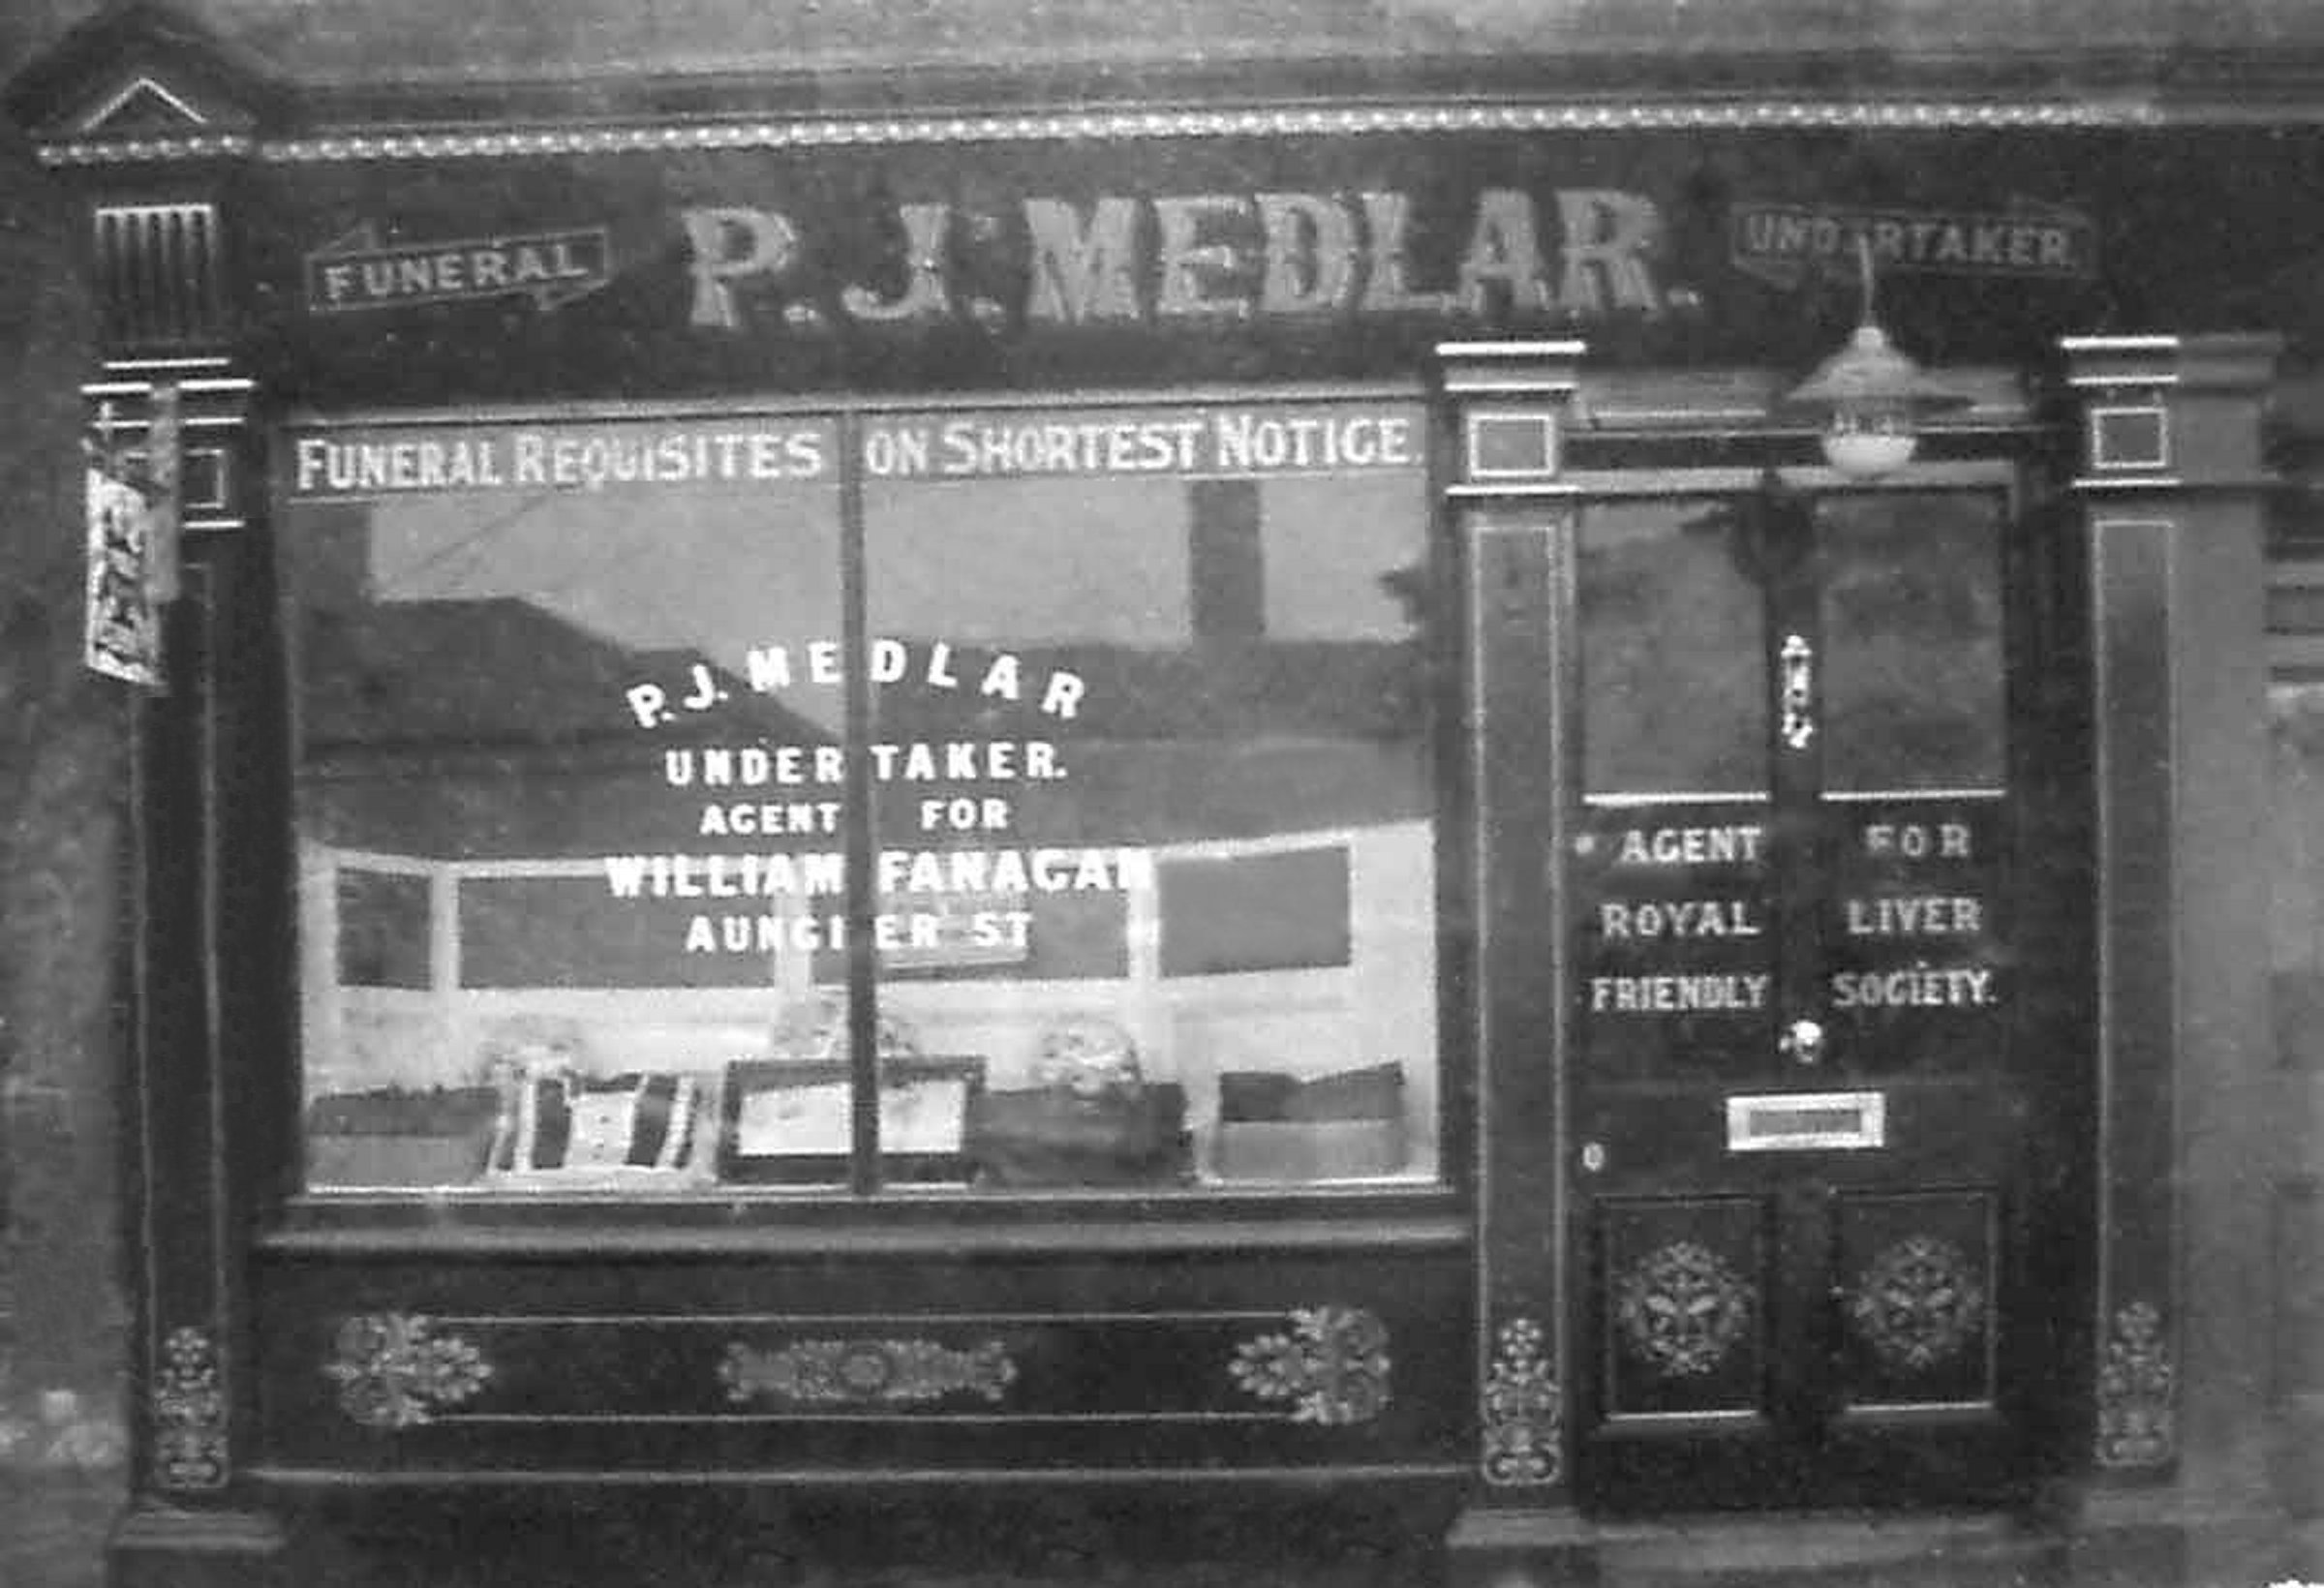 FUNERAL P. J. MEDLAR. UNDERTAKER.
FUNERAL REQUISITES ON SHORTEST NOTICE.
P. J. MEDLAR
UNDERTAKER.
AGENT FOR
WILLIAM FANAGAN
AUNGIER ST
AGENT FOR
ROYAL LIVER
FRIENDLY SOCIETY.